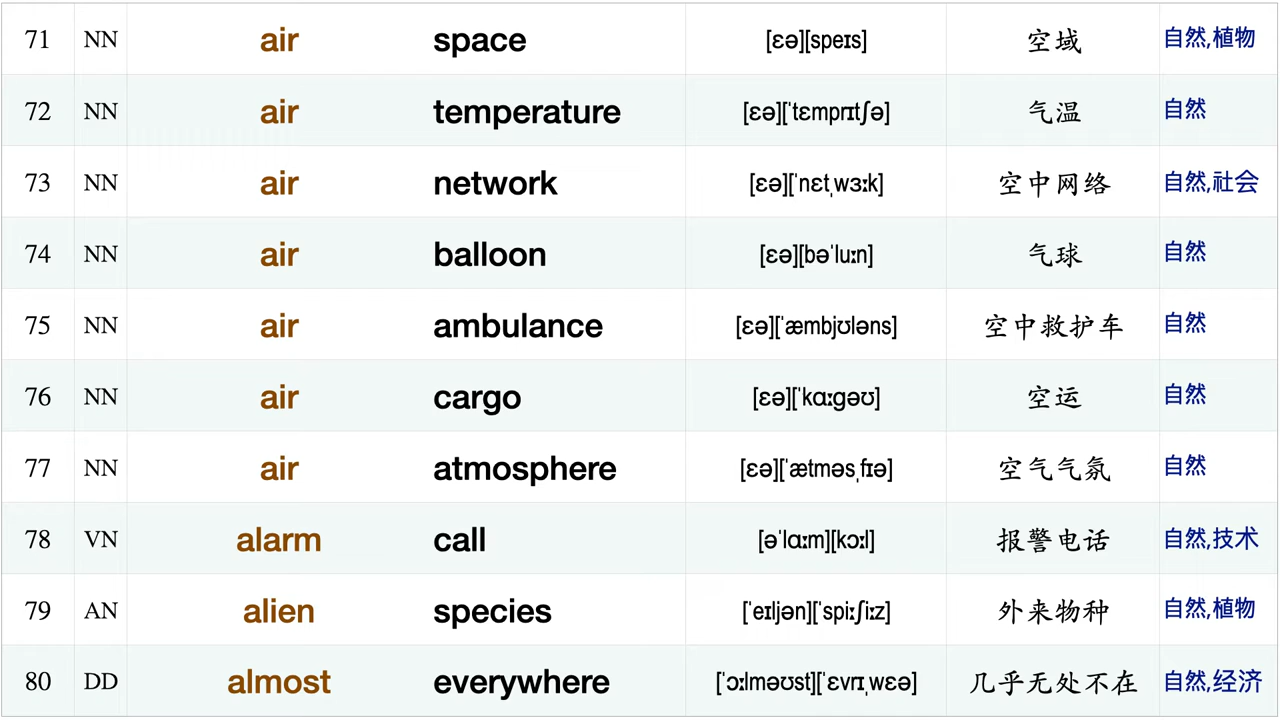 71 NN air space [ɛə][speɪs] 空域 自然,植物
72 NN air temperature [ɛə][ˈtɛmprɪtʃə] 气温 自然
73 NN air network [ɛə][ˈnɛtˌwɜːk] 空中网络 自然,社会
74 NN air balloon [ɛə][bəˈluːn] 气球 自然
75 NN air ambulance [ɛə][ˈæmbjʊləns] 空中救护车 自然
76 NN air cargo [ɛə][ˈkɑːɡəʊ] 空运 自然
77 NN air atmosphere [ɛə][ˈætməsˌfɪə] 空气气氛 自然
78 VN alarm call [əˈlɑːm][kɔːl] 报警电话 自然,技术
79 AN alien species [ˈeɪljən][ˈspiːʃiːz] 外来物种 自然,植物
80 DD almost everywhere [ˈɔːlməʊst][ˈɛvrɪˌwɛə] 几乎无处不在 自然,经济